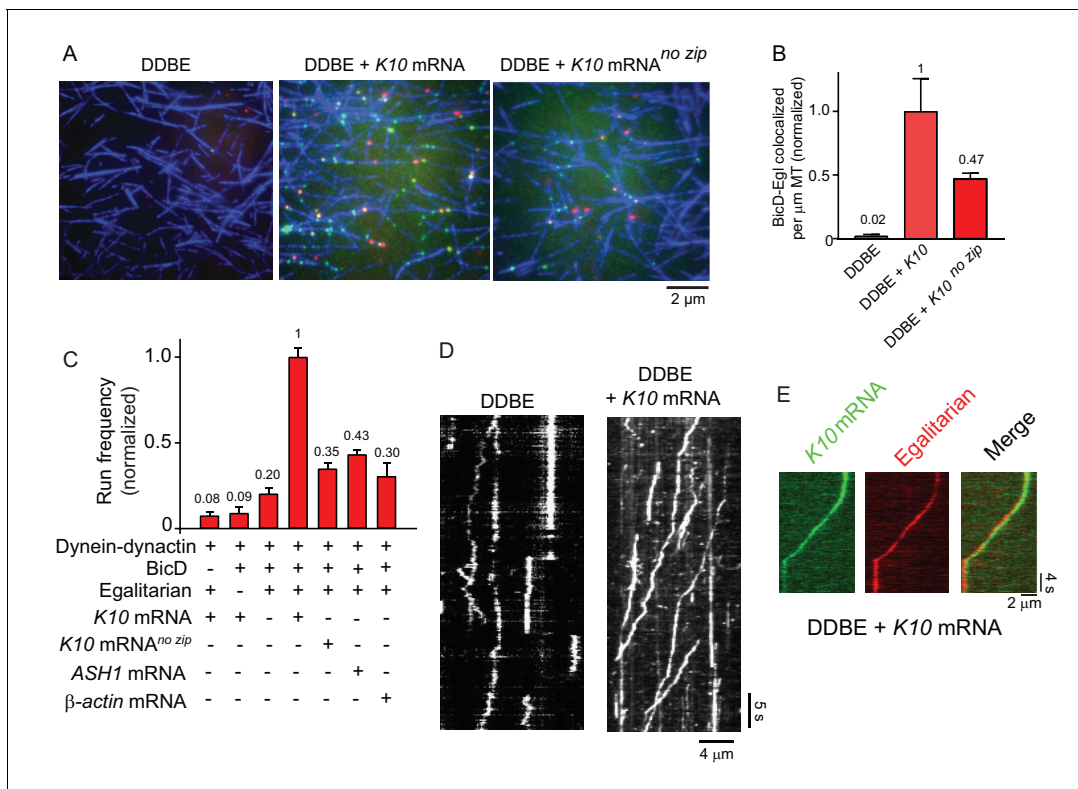 A
DDBE
DDBE + K10 mRNA
DDBE + K10 mRNA no zip
2 μm
B
BicD-Egl colocalized
per μm MT (normalized)
1.0
0.5
0
0.02
1
0.47
DDBE
DDBE + K10
DDBE + K10 no zip
C
Run frequency
(normalized)
1.0
0.5
0
0.08
0.09
0.20
1
0.35
0.43
0.30
Dynein-dynactin + + + + + + +
BicD - + + + + + +
Egalitarian + - + + + + +
K10 mRNA + + - + - - -
K10 mRNA no zip - - - - + - -
ASH1 mRNA - - - - - + -
β-actin mRNA - - - - - - +
D
DDBE
DDBE
+ K10 mRNA
5 s
4 μm
E
K10 mRNA
Egalitarian
Merge
4 s
2 μm
DDBE + K10 mRNA